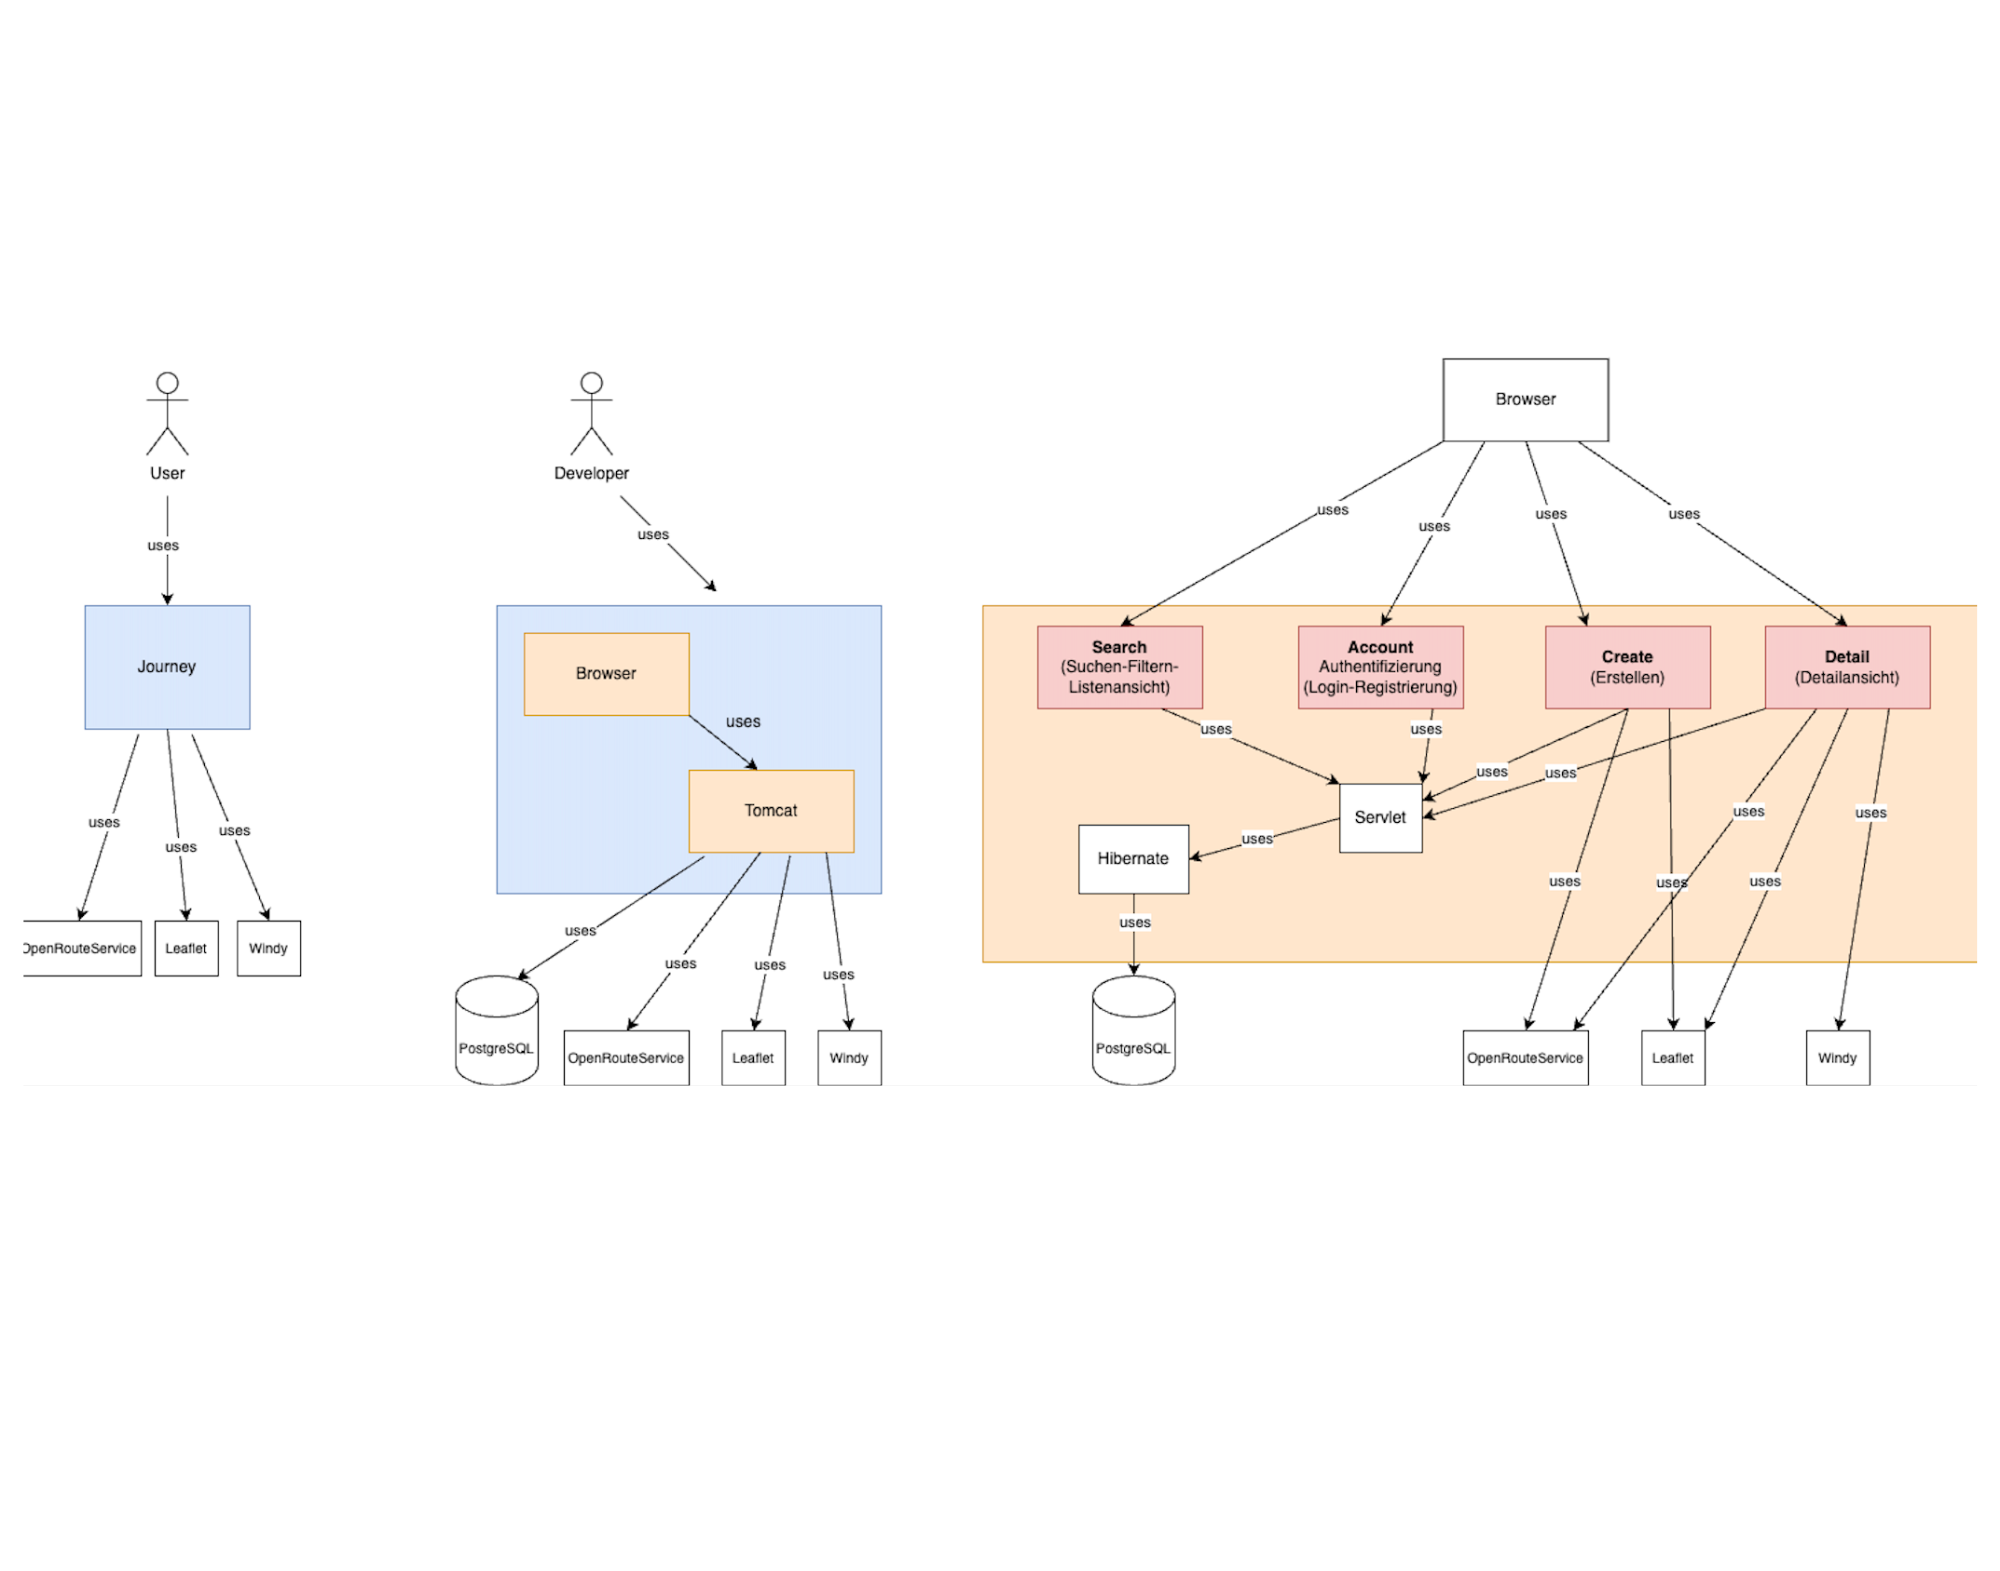 User
uses
Journey
uses
uses
uses
OpenRouteService
Leaflet
Windy
Developer
uses
Browser
uses
Tomcat
uses
uses
uses
uses
PostgreSQL
OpenRouteService
Leaflet
Windy
Browser
uses
uses
uses
uses
Search
(Suchen-Filtern-
Listenansicht)
Account
Authentifizierung
(Login-Registrierung)
Create
(Erstellen)
Detail
(Detailansicht)
uses
uses
uses
uses
Servlet
uses
Hibernate
uses
uses
uses
uses
uses
uses
PostgreSQL
OpenRouteService
Leaflet
Windy